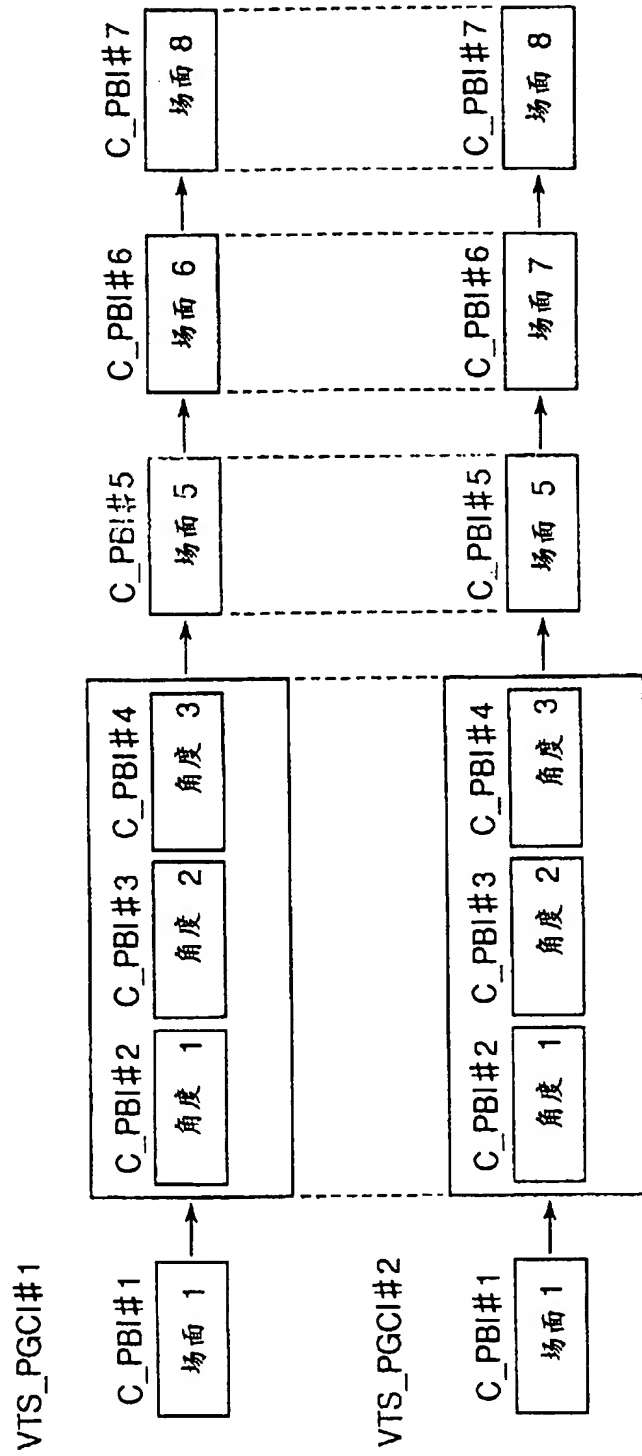 VTS_PGCI#1
C_PBI#1
场面 1
C_PBI#2
角度 1
C_PBI#3
角度 2
C_PBI#4
角度 3
C_PBI#5
场面 5
C_PBI#6
场面 6
C_PBI#7
场面 8
VTS_PGCI#2
C_PBI#1
场面 1
C_PBI#2
角度 1
C_PBI#3
角度 2
C_PBI#4
角度 3
C_PBI#5
场面 5
C_PBI#6
场面 7
C_PBI#7
场面 8